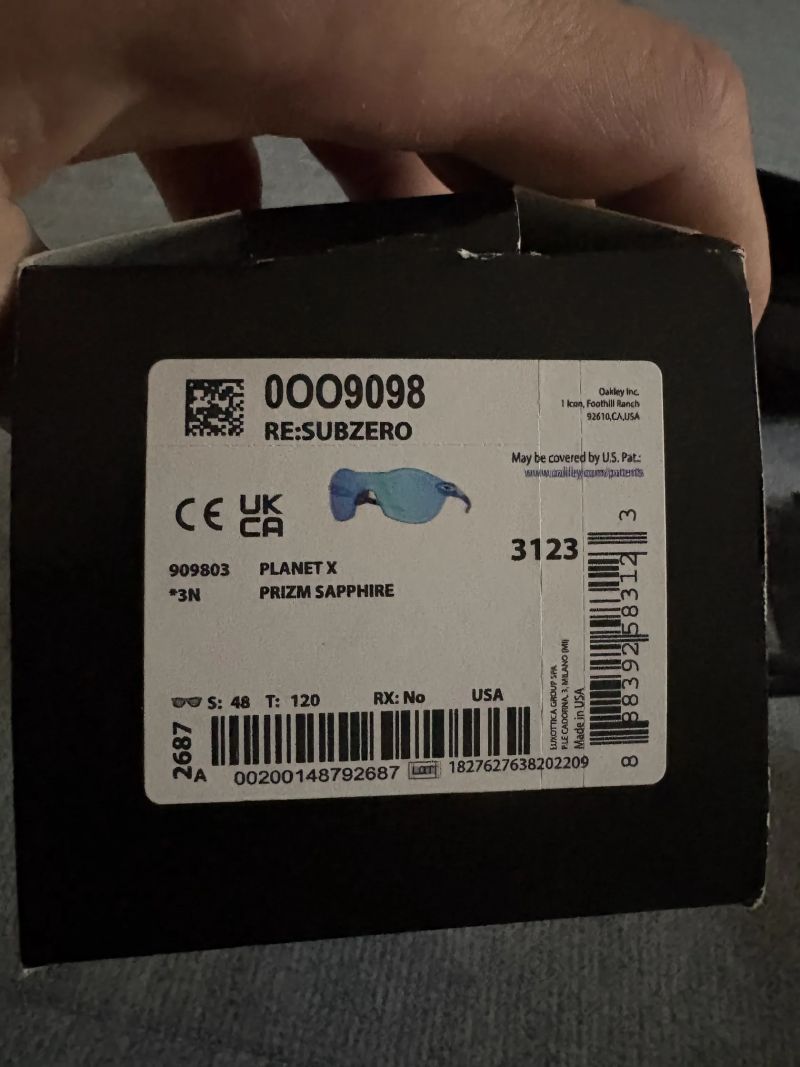 0OO9098
RE:SUBZERO
Oakley Inc.
1 Icon, Foothill Ranch
92610,CA,USA
May be covered by U.S. Pat.:
www.oakley.com/patents
CE UK
CA
3123
909803 PLANET X
*3N PRIZM SAPPHIRE
S: 48 T: 120 RX: No USA
2687
A
00200148792687 LOT 1827627638202209
LUXOTTICA GROUP SPA
P.LE CADORNA, 3, MILANO (MI)
Made in USA
8 88392 58312 3